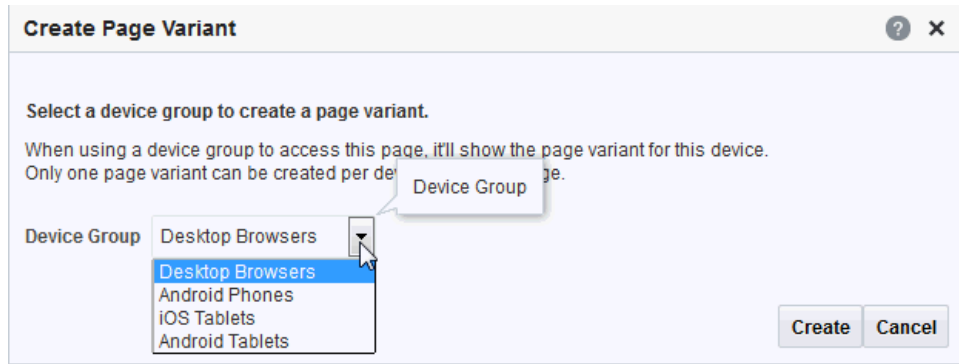 Create Page Variant
Select a device group to create a page variant.
When using a device group to access this page, it'll show the page variant for this device.
Only one page variant can be created per
Device Group
Device Group Desktop Browsers
Desktop Browsers
Android Phones
iOS Tablets
Android Tablets
Create Cancel